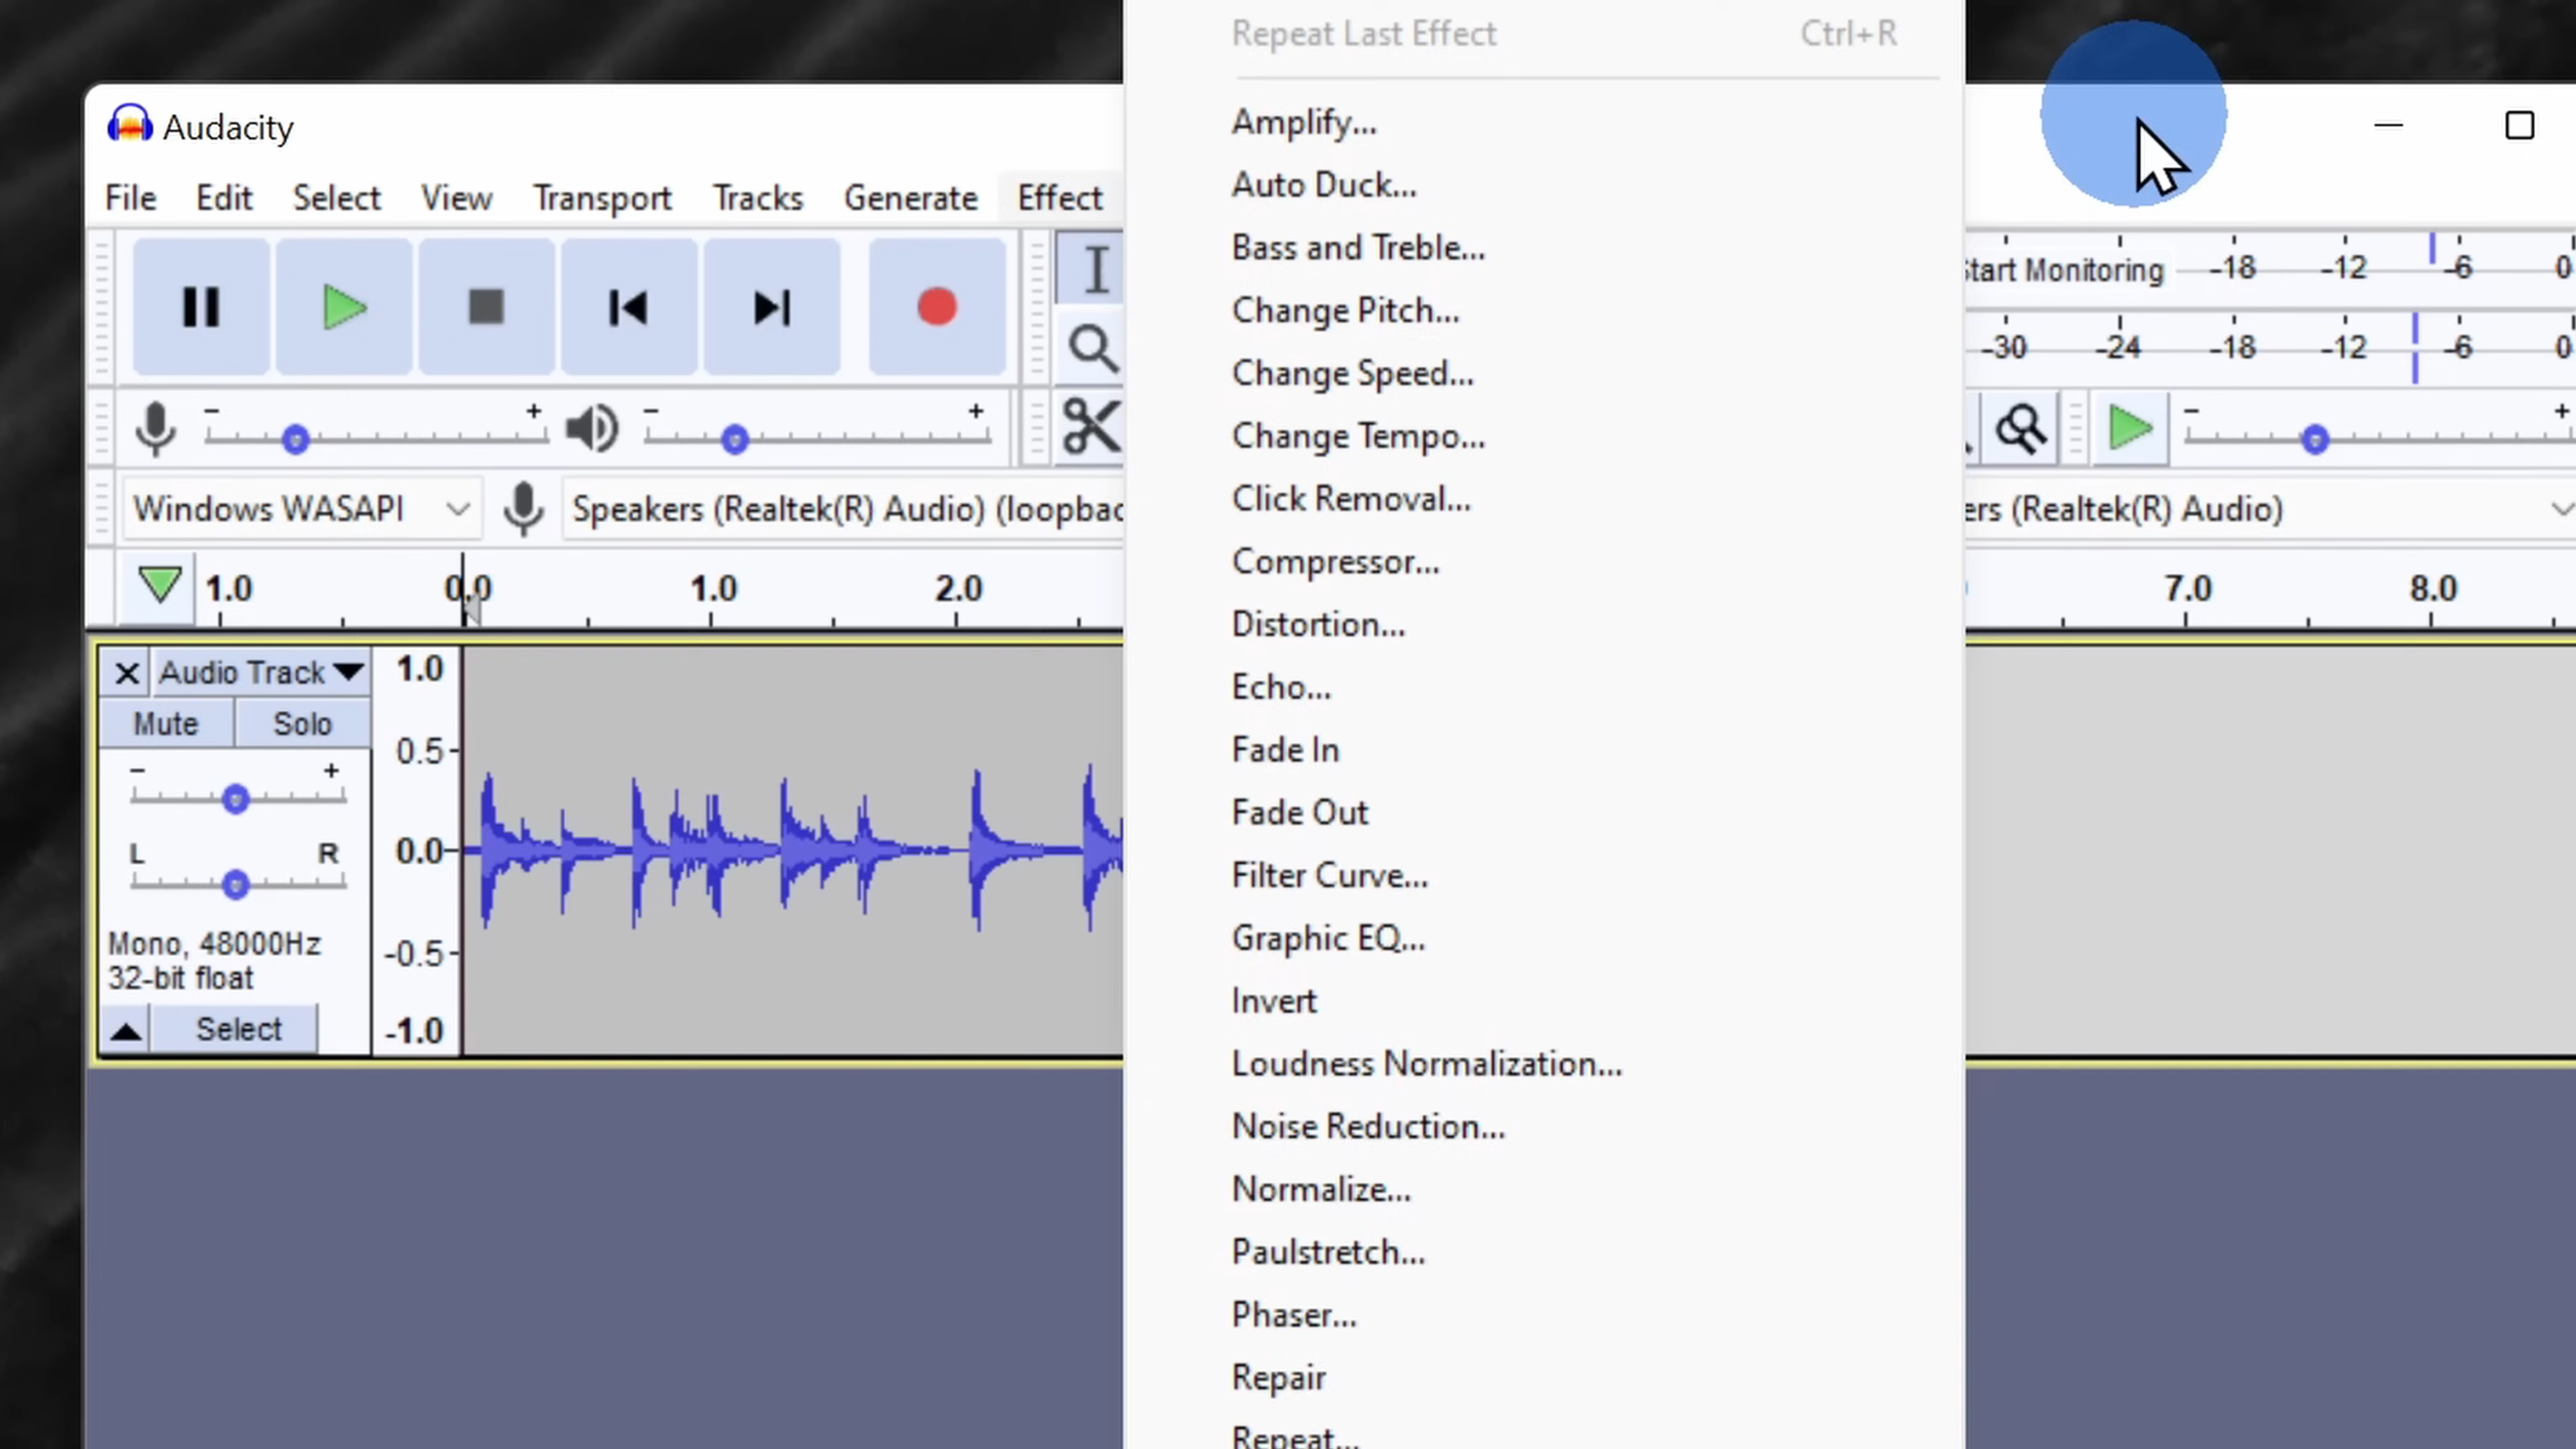 Repeat Last Effect Ctrl+R
Audacity
File Edit Select View Transport Tracks Generate Effect
Amplify...
Auto Duck...
Bass and Treble...
Change Pitch...
Change Speed...
Change Tempo...
Click Removal...
Compressor...
Distortion...
Echo...
Fade In
Fade Out
Filter Curve...
Graphic EQ...
Invert
Loudness Normalization...
Noise Reduction...
Normalize...
Paulstretch...
Phaser...
Repair
Repeat...
Start Monitoring -18 -12 -6 0
-30 -24 -18 -12 -6 0
- + - +
- +
Windows WASAPI Speakers (Realtek(R) Audio) (loopbac
ers (Realtek(R) Audio)
1.0 0.0 1.0 2.0 7.0 8.0
X Audio Track
Mute Solo
- +
L R
Mono, 48000Hz
32-bit float
Select
1.0
0.5
0.0
-0.5
-1.0